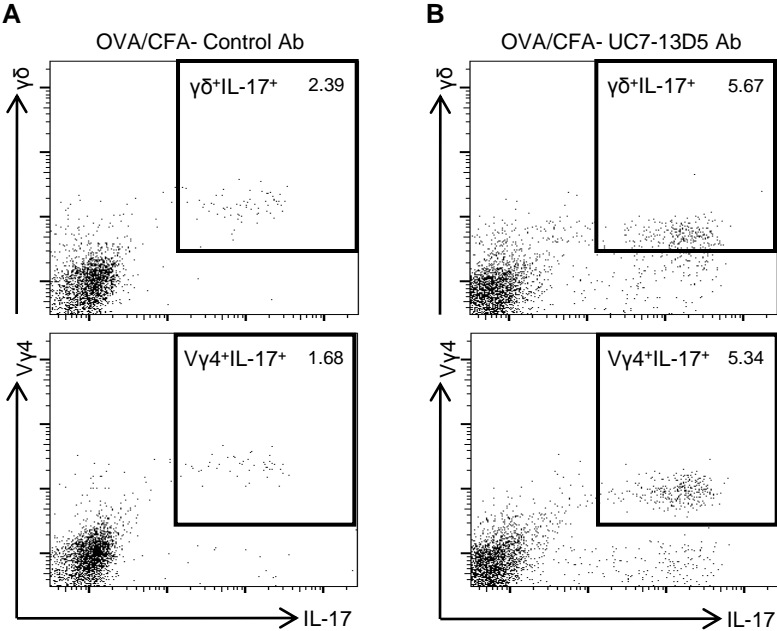 A
B
OVA/CFA- Control Ab
OVA/CFA- UC7-13D5 Ab
γδ
γδ⁺IL-17⁺ 2.39
γδ
γδ⁺IL-17⁺ 5.67
Vγ4
Vγ4⁺IL-17⁺ 1.68
Vγ4
Vγ4⁺IL-17⁺ 5.34
IL-17
IL-17